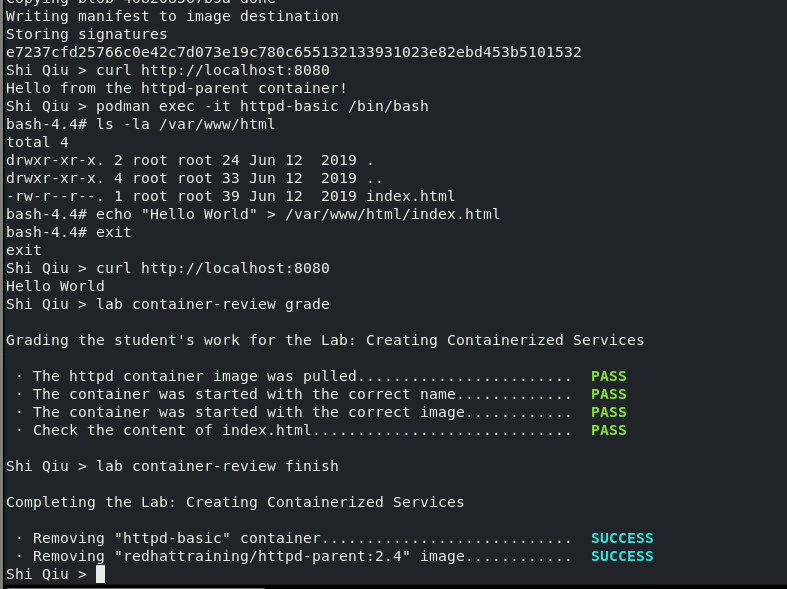 Copying blob 408208567b9d done
Writing manifest to image destination
Storing signatures
e7237cfd25766c0e42c7d073e19c780c655132133931023e82ebd453b5101532
Shi Qiu > curl http://localhost:8080
Hello from the httpd-parent container!
Shi Qiu > podman exec -it httpd-basic /bin/bash
bash-4.4# ls -la /var/www/html
total 4
drwxr-xr-x. 2 root root 24 Jun 12  2019 .
drwxr-xr-x. 4 root root 33 Jun 12  2019 ..
-rw-r--r--. 1 root root 39 Jun 12  2019 index.html
bash-4.4# echo "Hello World" > /var/www/html/index.html
bash-4.4# exit
exit
Shi Qiu > curl http://localhost:8080
Hello World
Shi Qiu > lab container-review grade
Grading the student's work for the Lab: Creating Containerized Services
· The httpd container image was pulled........................  PASS
· The container was started with the correct name.............  PASS
· The container was started with the correct image............  PASS
· Check the content of index.html.............................  PASS
Shi Qiu > lab container-review finish
Completing the Lab: Creating Containerized Services
· Removing "httpd-basic" container............................  SUCCESS
· Removing "redhattraining/httpd-parent:2.4" image............  SUCCESS
Shi Qiu >